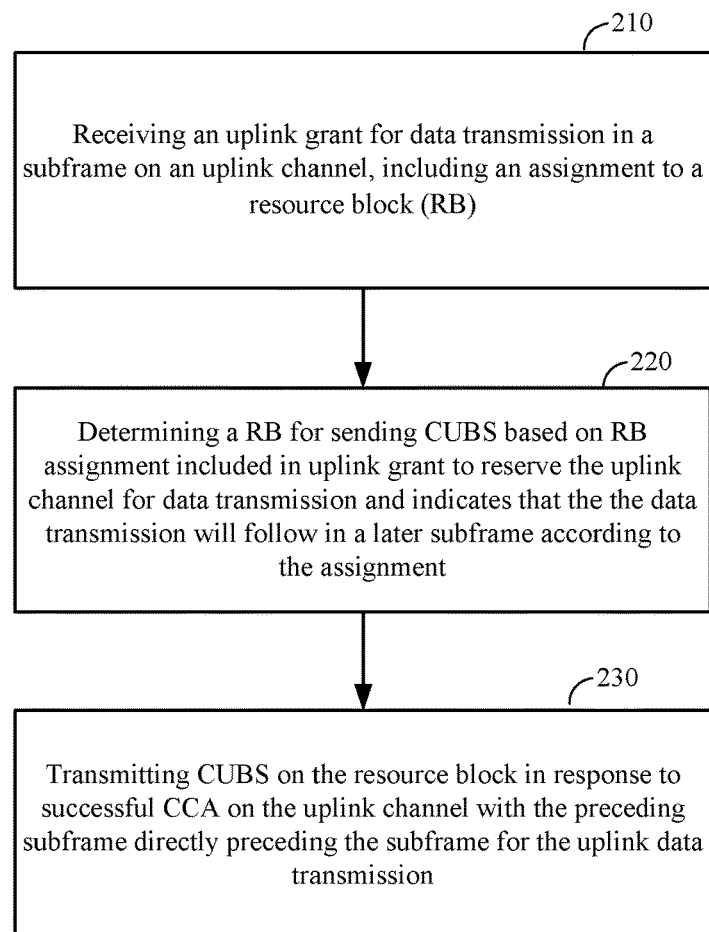 210
Receiving an uplink grant for data transmission in a
subframe on an uplink channel, including an assignment to a
resource block (RB)
220
Determining a RB for sending CUBS based on RB
assignment included in uplink grant to reserve the uplink
channel for data transmission and indicates that the the data
transmission will follow in a later subframe according to
the assignment
230
Transmitting CUBS on the resource block in response to
successful CCA on the uplink channel with the preceding
subframe directly preceding the subframe for the uplink data
transmission